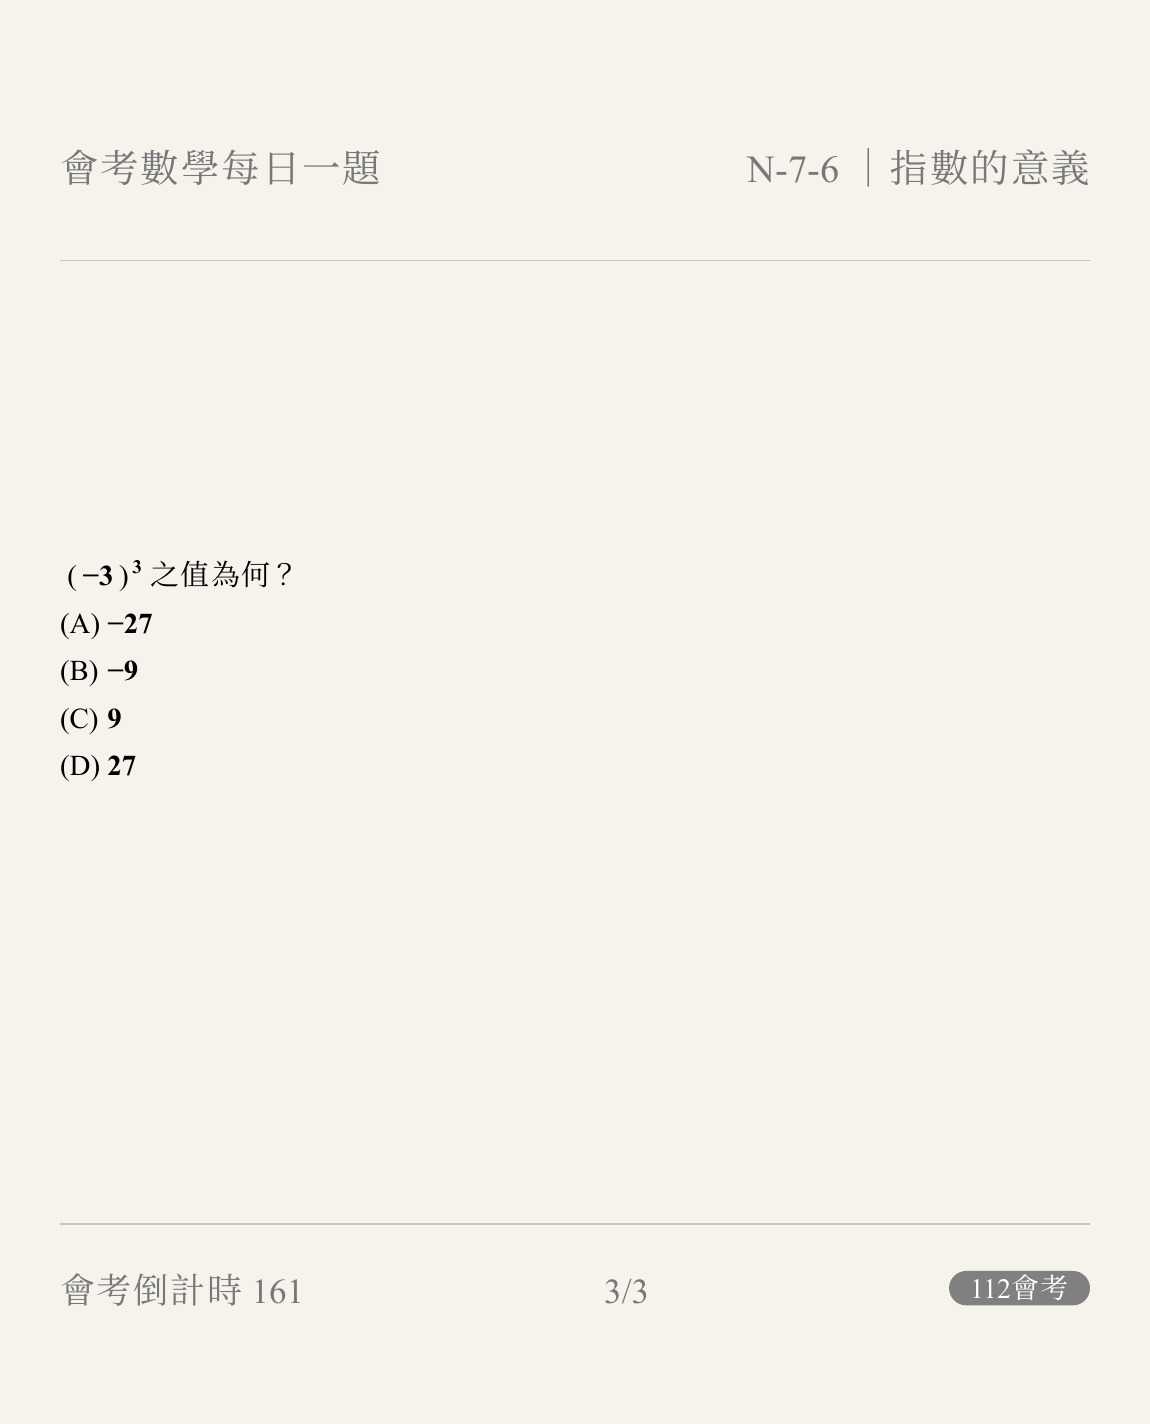 會考數學每日一題
N-7-6｜指數的意義
(−3)³ 之值為何？
(A) −27
(B) −9
(C) 9
(D) 27
會考倒計時 161
3/3
112會考